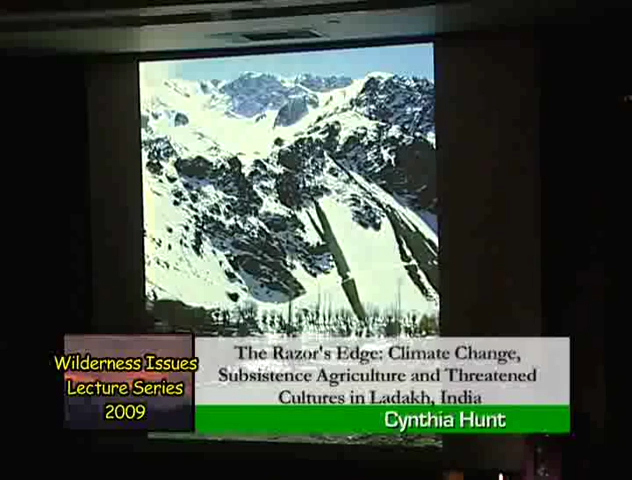 Wilderness Issues
Lecture Series
2009
The Razor's Edge: Climate Change,
Subsistence Agriculture and Threatened
Cultures in Ladakh, India
Cynthia Hunt